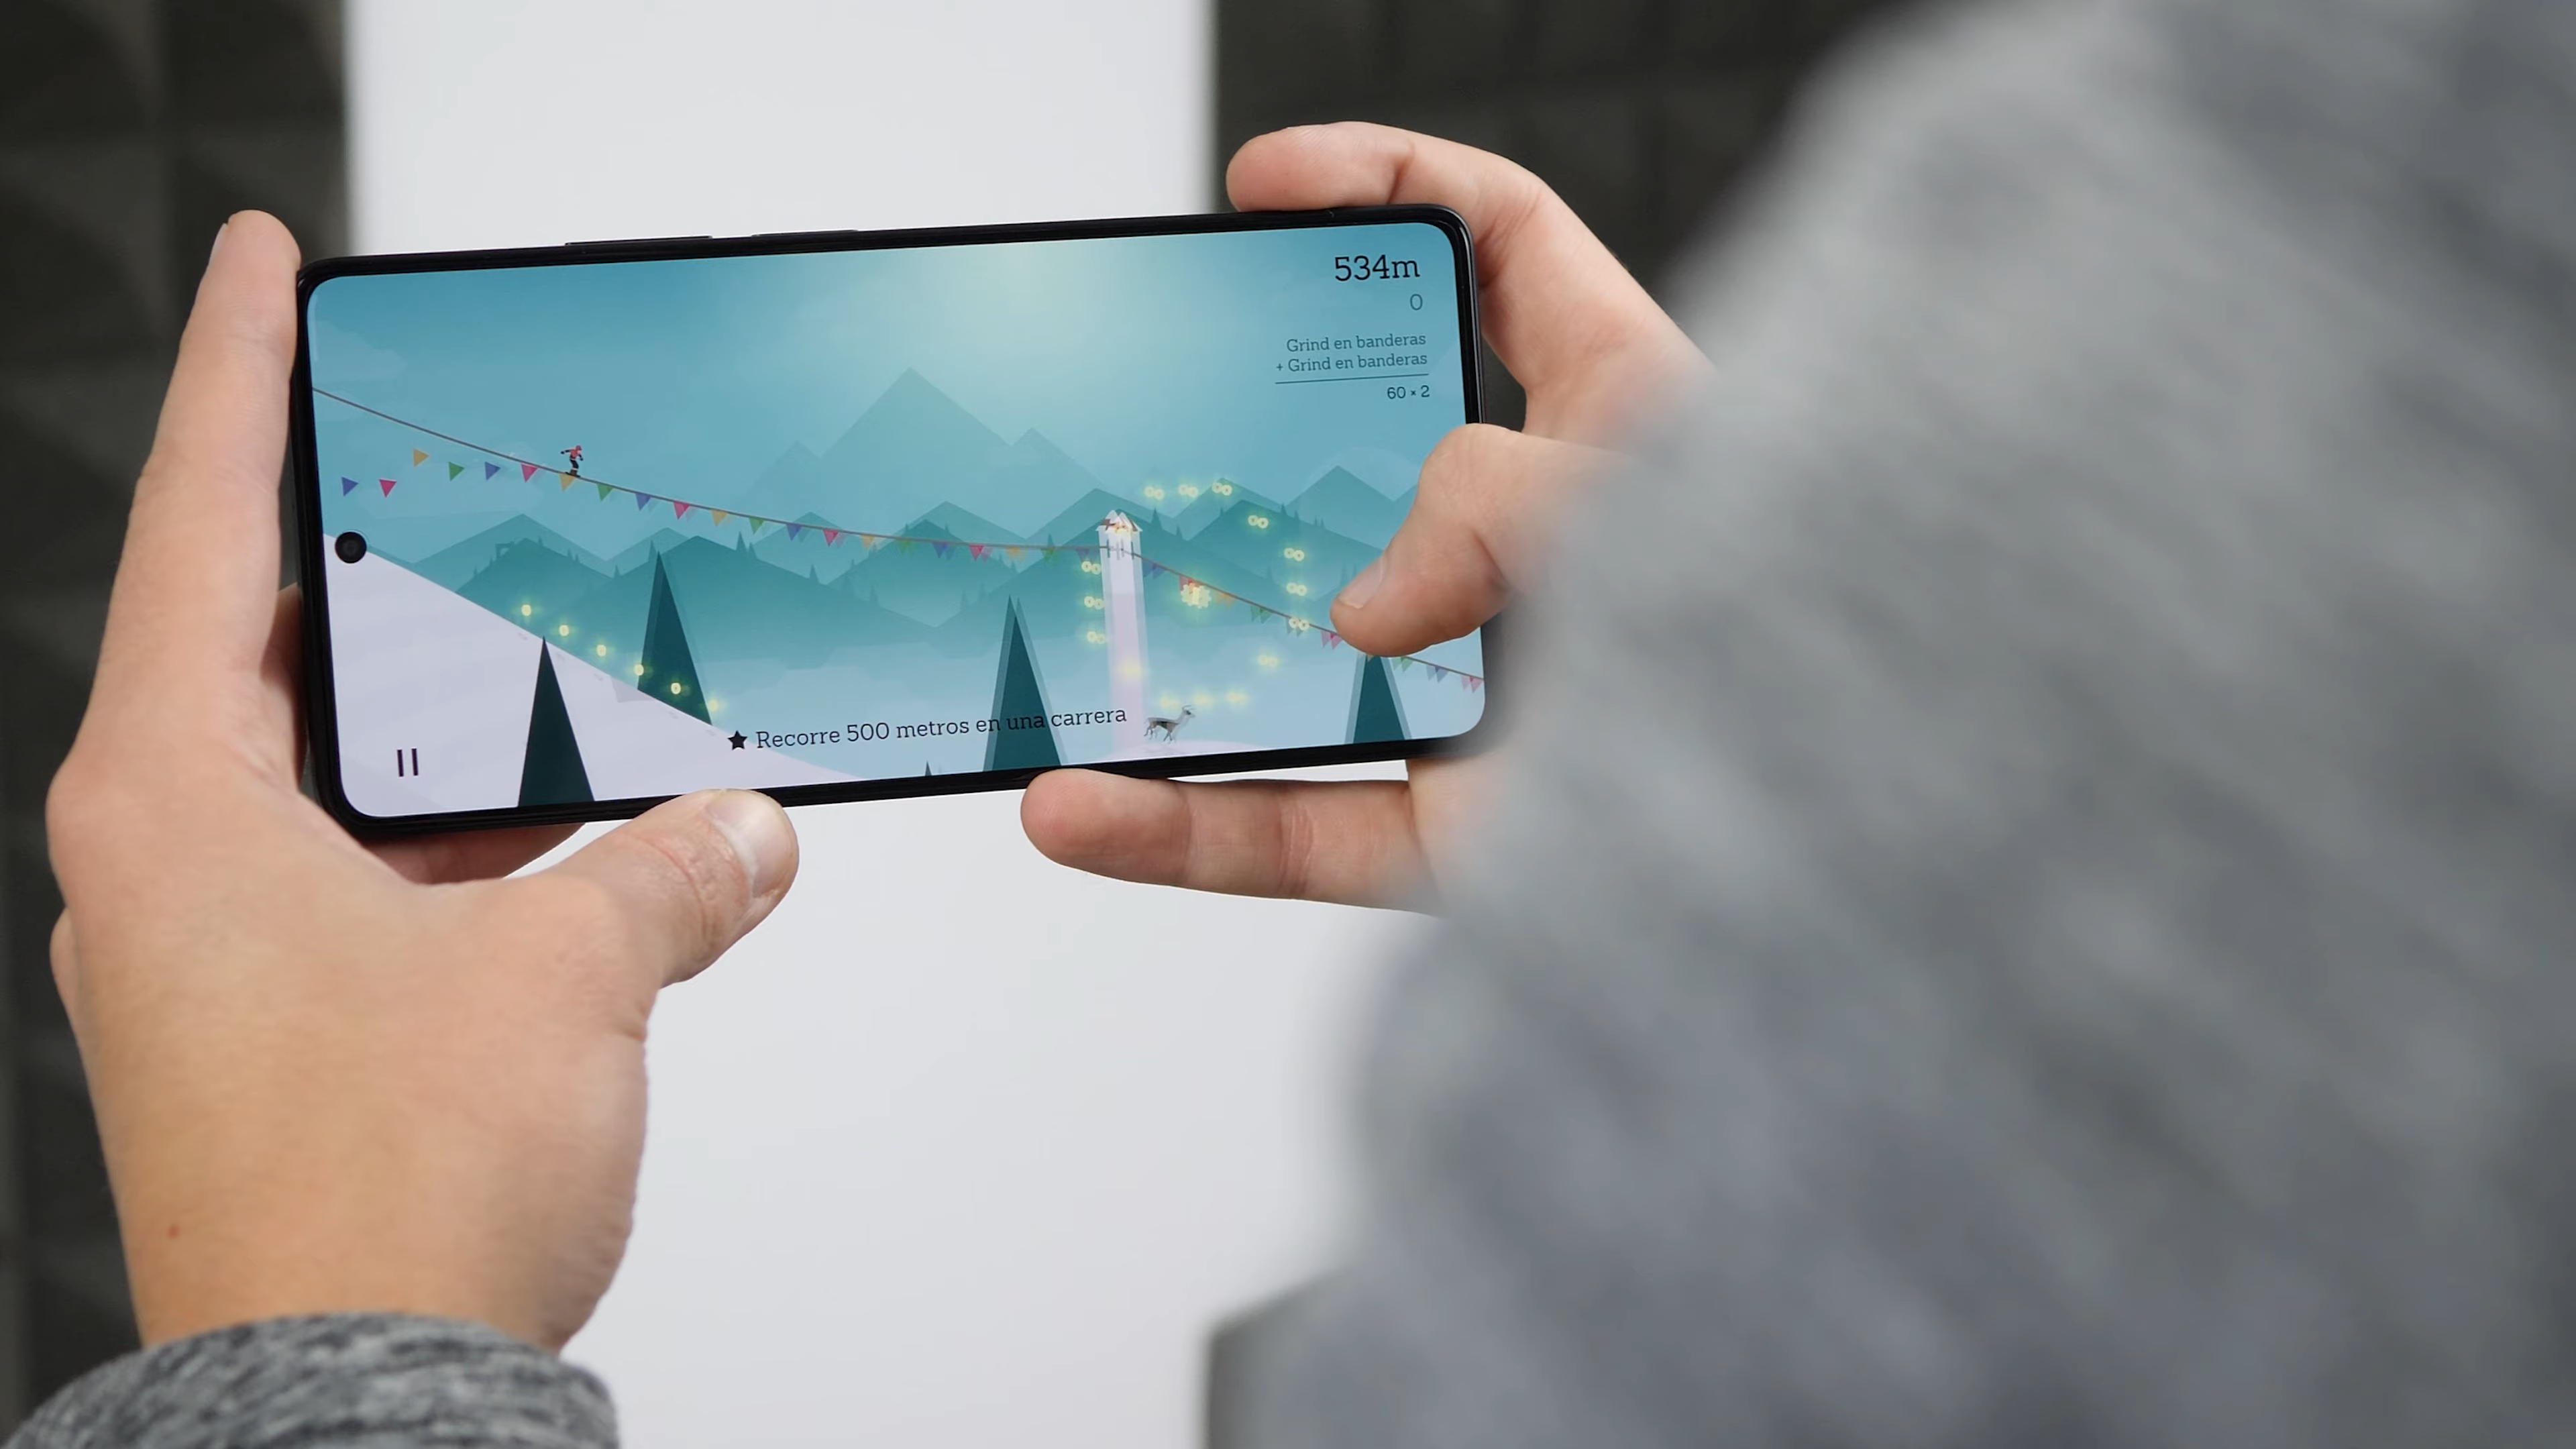 534m
0
Grind en banderas
+ Grind en banderas
60 × 2
★ Recorre 500 metros en una carrera